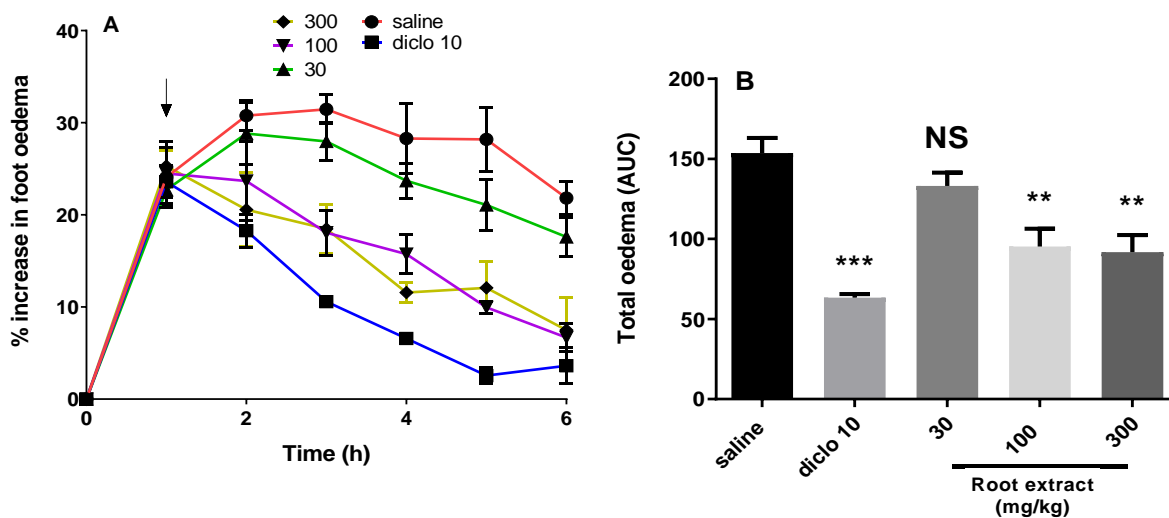 A
300
100
30
saline
diclo 10
% increase in foot oedema
40
30
20
10
0
0
2
4
6
Time (h)
B
Total oedema (AUC)
200
150
100
50
0
NS
***
**
**
saline
diclo 10
30
100
300
Root extract
(mg/kg)